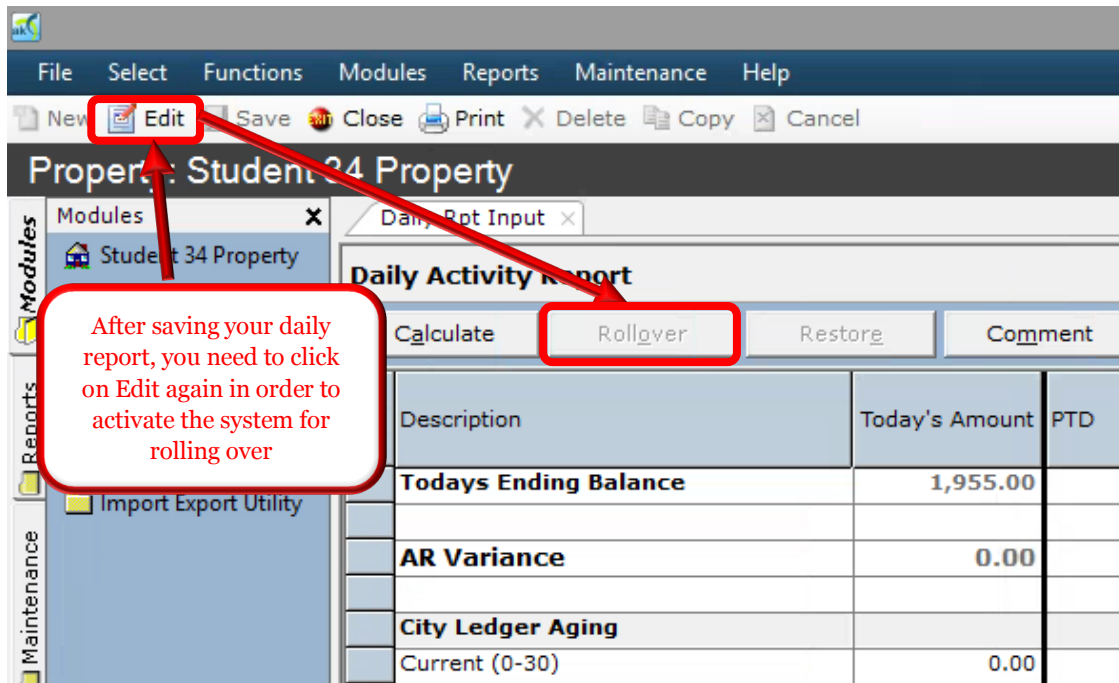 ak
File Select Functions Modules Reports Maintenance Help
New Edit Save Close Print Delete Copy Cancel
Property: Student 34 Property
Modules
Modules
Reports
Maintenance
Student 34 Property
Import Export Utility
After saving your daily
report, you need to click
on Edit again in order to
activate the system for
rolling over
Daily Rpt Input
Daily Activity Report
Calculate Rollover Restore Comment
Description Today's Amount PTD
Todays Ending Balance 1,955.00
AR Variance 0.00
City Ledger Aging
Current (0-30) 0.00